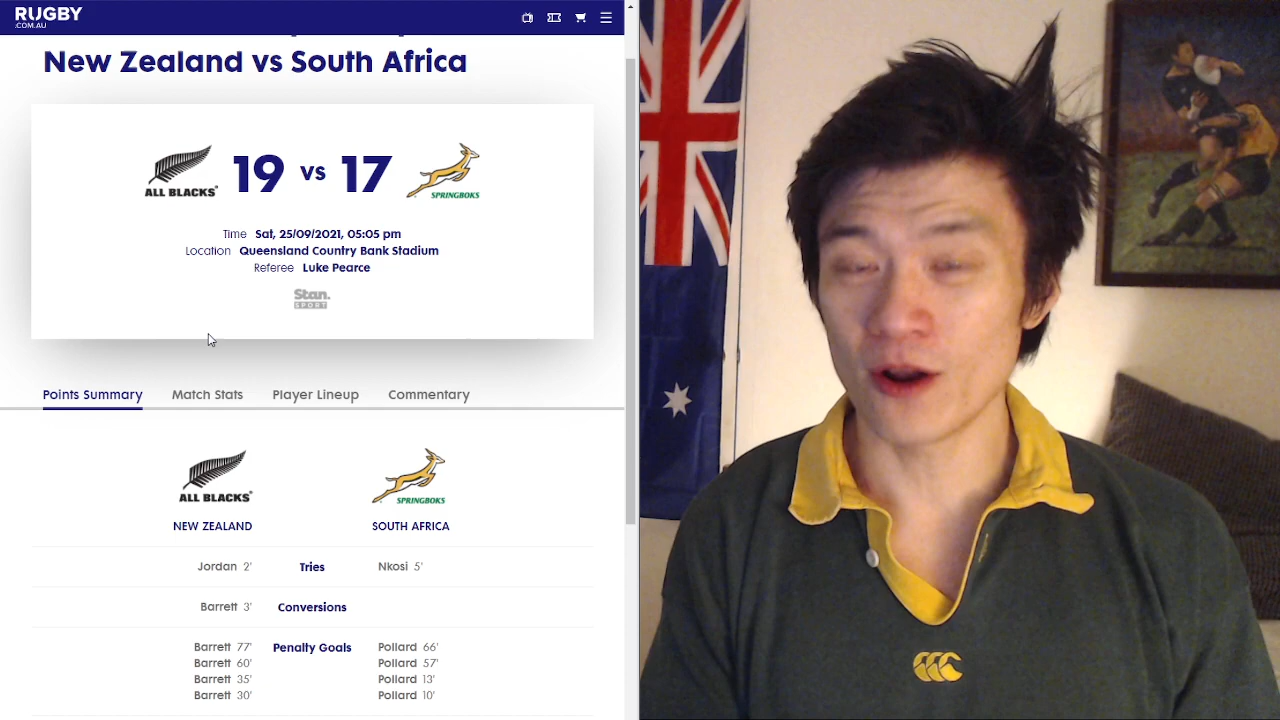 RUGBY
.COM.AU
New Zealand vs South Africa
ALL BLACKS
19 vs 17
SPRINGBOKS
Time Sat, 25/09/2021, 05:05 pm
Location Queensland Country Bank Stadium
Referee Luke Pearce
Stan.
SPORT
Points Summary Match Stats Player Lineup Commentary
ALL BLACKS SPRINGBOKS
NEW ZEALAND SOUTH AFRICA
Jordan 2' Tries Nkosi 5'
Barrett 3' Conversions
Barrett 77' Penalty Goals Pollard 66'
Barrett 60' Pollard 57'
Barrett 35' Pollard 13'
Barrett 30' Pollard 10'
CCC